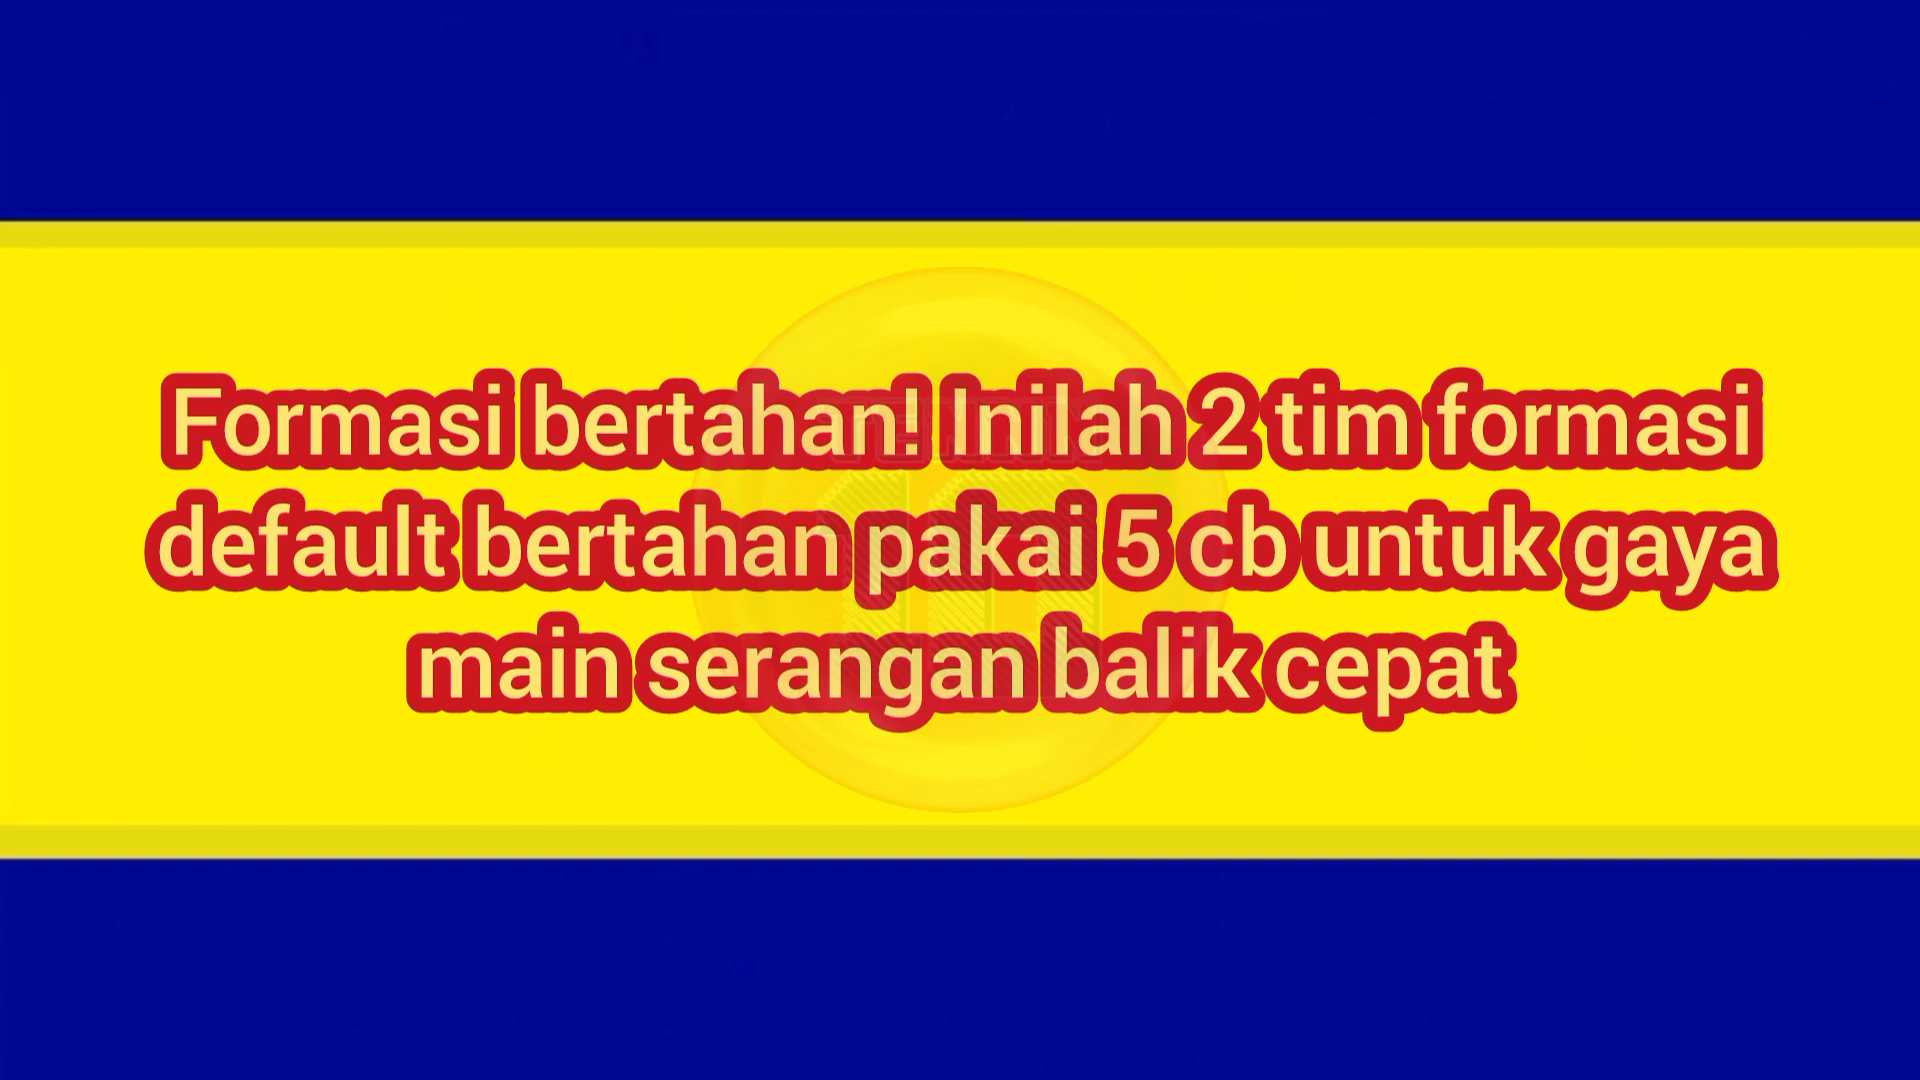 Formasi bertahan! Inilah 2 tim formasi
default bertahan pakai 5 cb untuk gaya
main serangan balik cepat